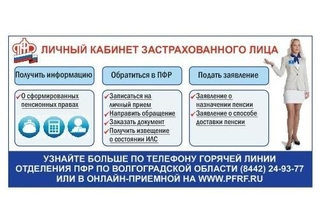 ЛИЧНЫЙ КАБИНЕТ ЗАСТРАХОВАННОГО ЛИЦА
Получить информацию
О сформированных
пенсионных правах
Обратиться в ПФР
Записаться на
личный прием
Направить обращение
Заказать документ
Получить извещение
о состоянии ИЛС
Подать заявление
Заявление о
назначении пенсии
Заявление о способе
доставки пенсии
УЗНАЙТЕ БОЛЬШЕ ПО ТЕЛЕФОНУ ГОРЯЧЕЙ ЛИНИИ
ОТДЕЛЕНИЯ ПФР ПО ВОЛГОГРАДСКОЙ ОБЛАСТИ (8442) 24-93-77
ИЛИ В ОНЛАЙН-ПРИЕМНОЙ НА WWW.PFRF.RU